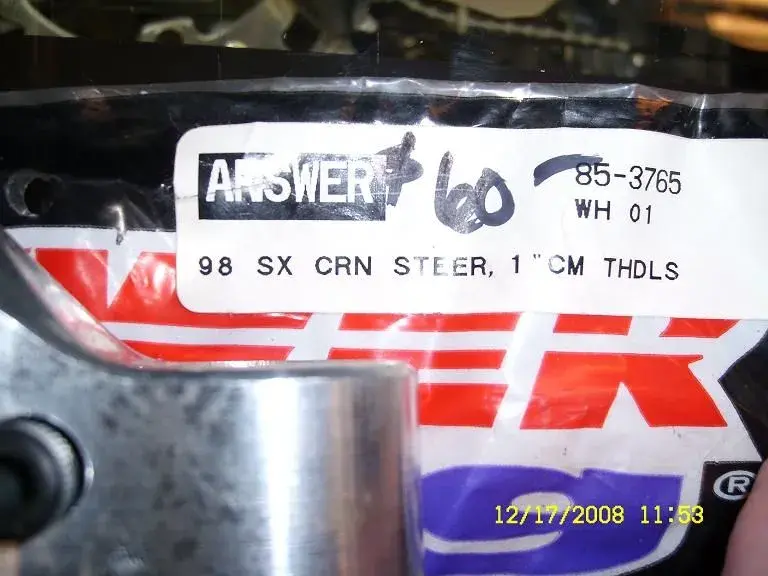 ANSWER $60- 85-3765
WH 01
98 SX CRN STEER, 1" CM THDLS
®
12/17/2008 11:53